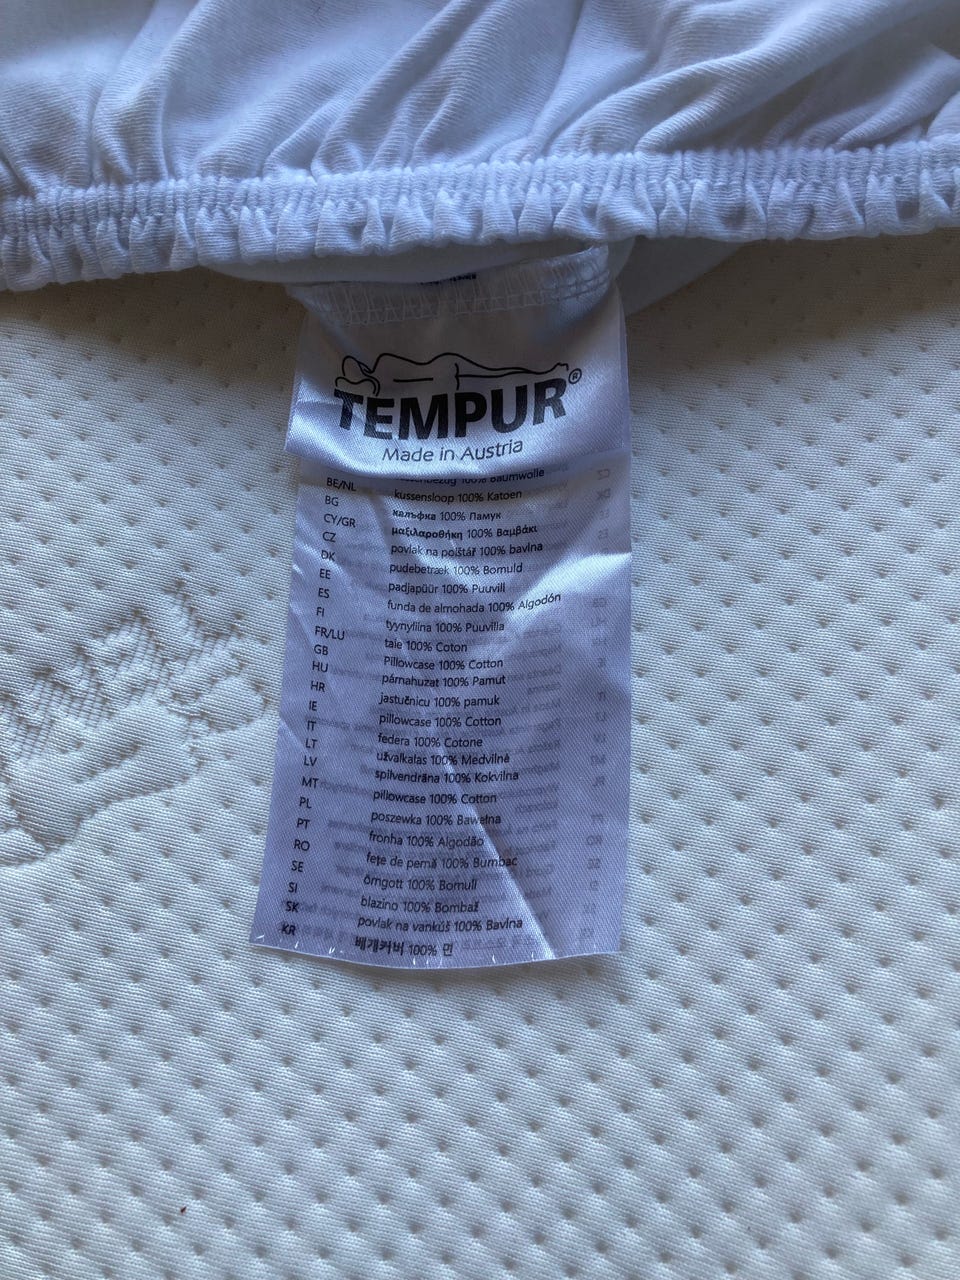 TEMPUR®
Made in Austria
100% Baumwolle
BE/NL kussensloop 100% Katoen
BG калъфка 100% Памук
CY/GR μαξιλαροθήκη 100% Βαμβάκι
CZ povlak na polštář 100% bavlna
DK pudebetræk 100% Bomuld
EE padjapüür 100% Puuvill
ES funda de almohada 100% Algodón
FI tyynyliina 100% Puuvilla
FR/LU taie 100% Coton
GB Pillowcase 100% Cotton
HU párnahuzat 100% Pamut
HR jastučnicu 100% pamuk
IE pillowcase 100% Cotton
IT federa 100% Cotone
LT užvalkalas 100% Medvilnė
LV spilvendrāna 100% Kokvilna
MT pillowcase 100% Cotton
PL poszewka 100% Bawełna
PT fronha 100% Algodão
RO fețe de pernă 100% Bumbac
SE örngott 100% Bomull
SI blazino 100% Bombaž
SK povlak na vankúš 100% Bavlna
KR 베개커버 100% 면